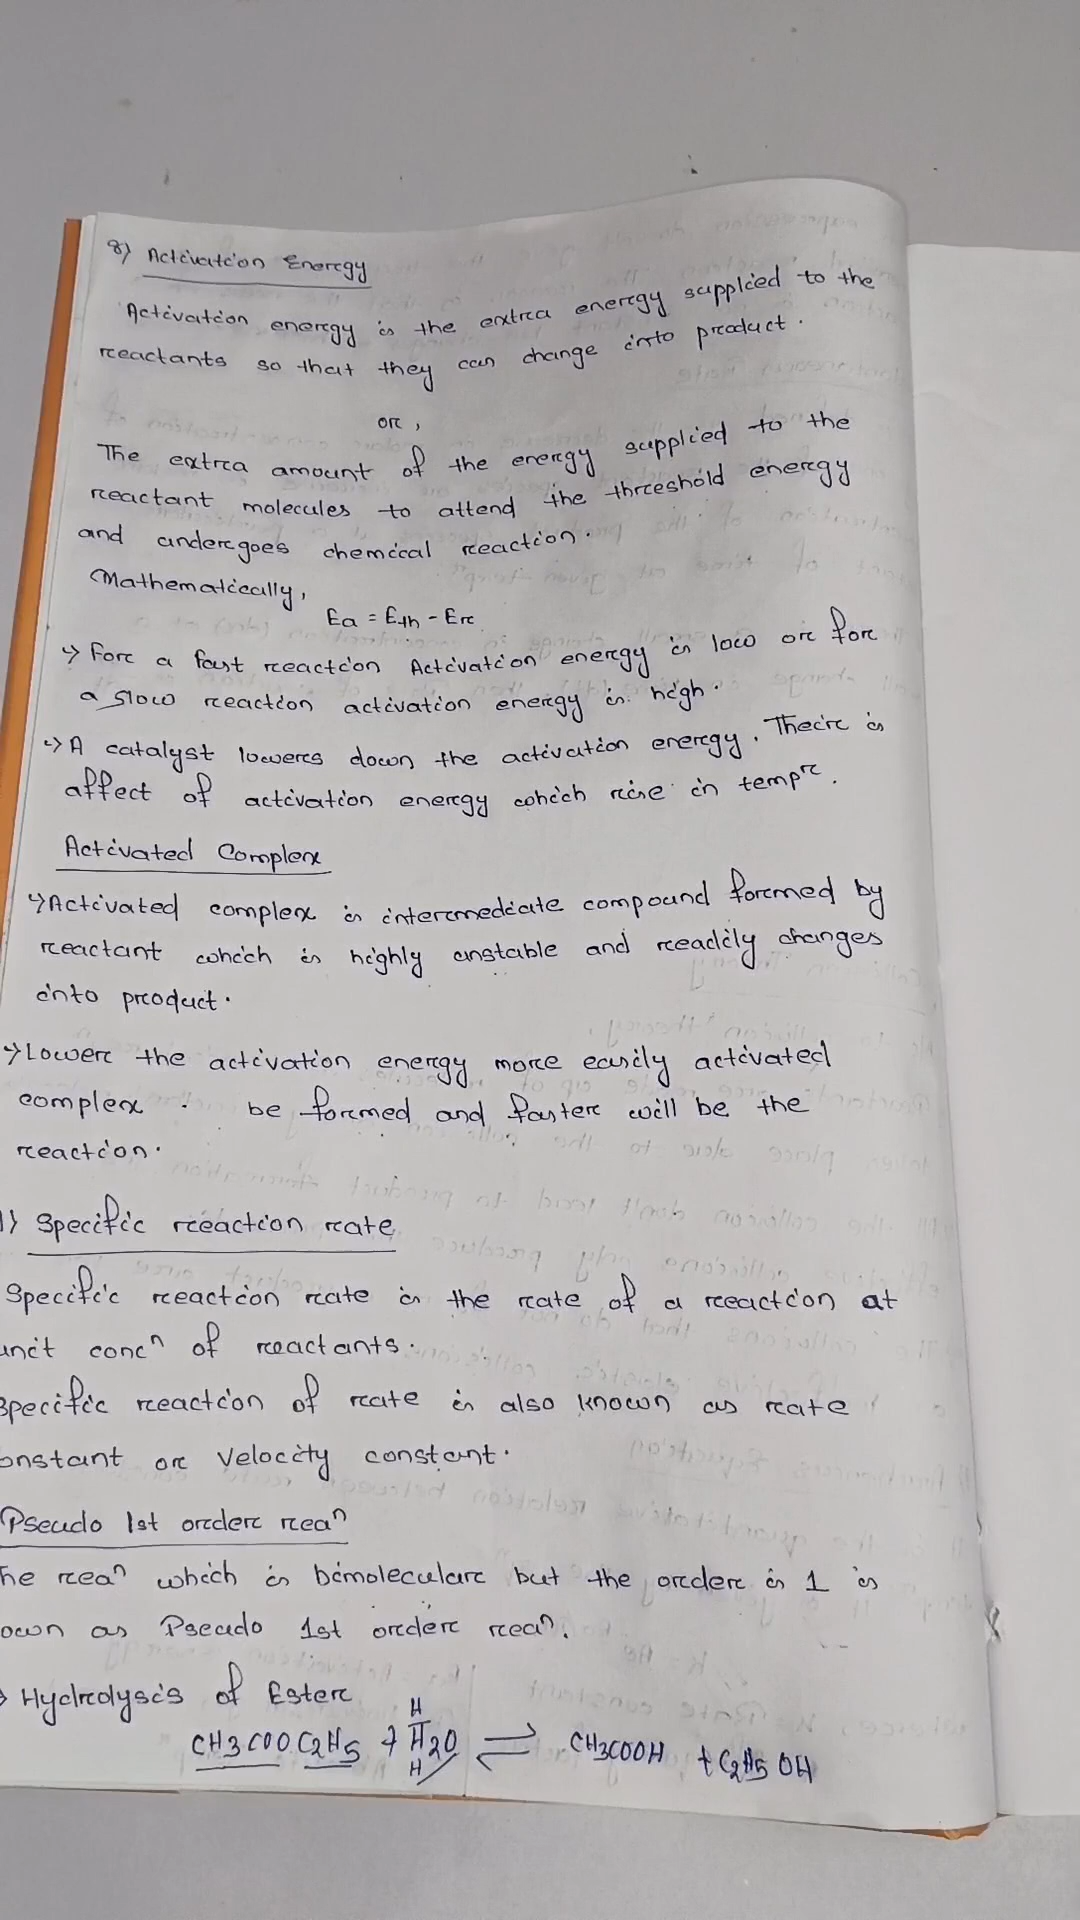 8) Activation Energy
Activation energy is the extra energy supplied to the
reactants so that they can change into product.
or,
The extra amount of the energy supplied to the
reactant molecules to attend the threshold energy
and undergoes chemical reaction.
Mathematically,
Ea = Eth - Er
→ For a fast reaction Activation energy is low or for
a slow reaction activation energy is high.
→ A catalyst lowers down the activation energy. Their is
affect of activation energy which rise in tempr.
Activated Complex
→ Activated complex is intermediate compound formed by
reactant which is highly unstable and readily changes
into product.
→ Lower the activation energy more easily activated
complex be formed and faster will be the
reaction.
) Specific reaction rate
Specific reaction rate is the rate of a reaction at
unit concn of reactants.
Specific reaction of rate is also known as rate
onstant or velocity constant.
Pseudo 1st order rean
he rean which is bimolecular but the order is 1 is
own as Pseudo 1st order rean.
→ Hydrolysis of Ester
H
CH3COOC2H5 + H2O ⇌ CH3COOH + C2H5OH
H